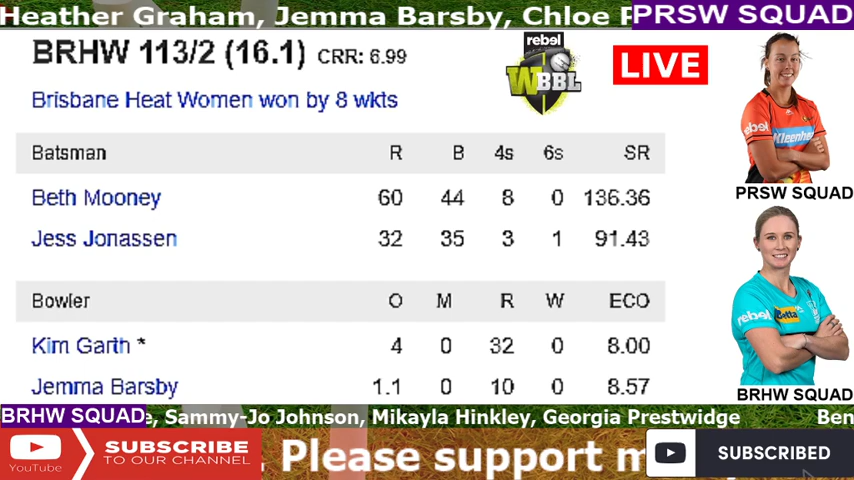 Heather Graham, Jemma Barsby, Chloe P
PRSW SQUAD
BRHW 113/2 (16.1) CRR: 6.99
rebel
WBBL
LIVE
Brisbane Heat Women won by 8 wkts
Batsman R B 4s 6s SR
Beth Mooney 60 44 8 0 136.36
Jess Jonassen 32 35 3 1 91.43
Bowler O M R W ECO
Kim Garth * 4 0 32 0 8.00
Jemma Barsby 1.1 0 10 0 8.57
rebel Kleenhe
PRSW SQUAD
rebel Betta
BRHW SQUAD
BRHW SQUAD e, Sammy-Jo Johnson, Mikayla Hinkley, Georgia Prestwidge Ben
YouTube
SUBSCRIBE
TO OUR CHANNEL
. Please support m
SUBSCRIBED